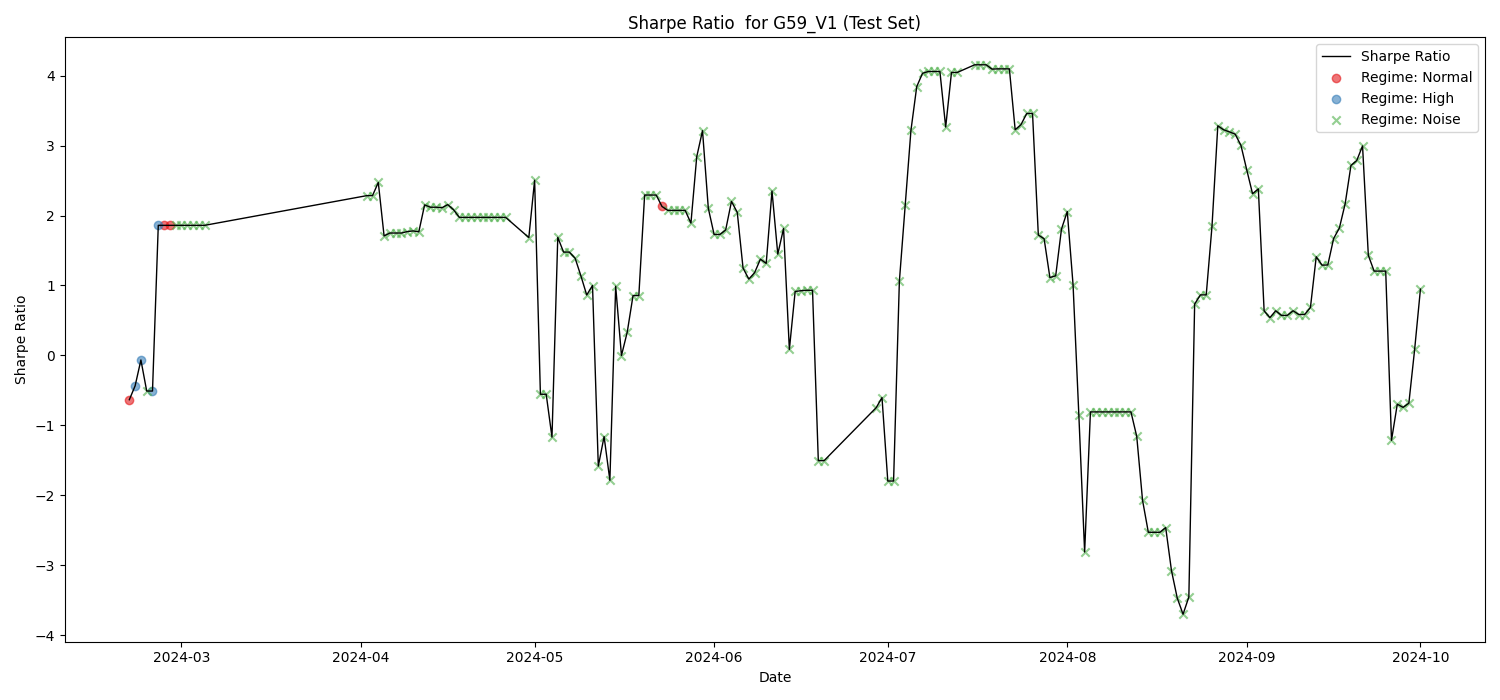 Sharpe Ratio  for G59_V1 (Test Set)
Sharpe Ratio
Regime: Normal
Regime: High
Regime: Noise
Sharpe Ratio
4
3
2
1
0
−1
−2
−3
−4
2024-03
2024-04
2024-05
2024-06
2024-07
2024-08
2024-09
2024-10
Date